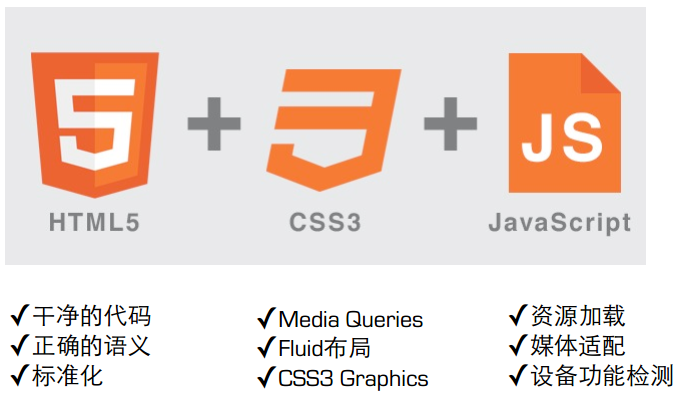 JS
HTML5
CSS3
JavaScript
✓干净的代码
✓正确的语义
✓标准化
✓Media Queries
✓Fluid布局
✓CSS3 Graphics
✓资源加载
✓媒体适配
✓设备功能检测